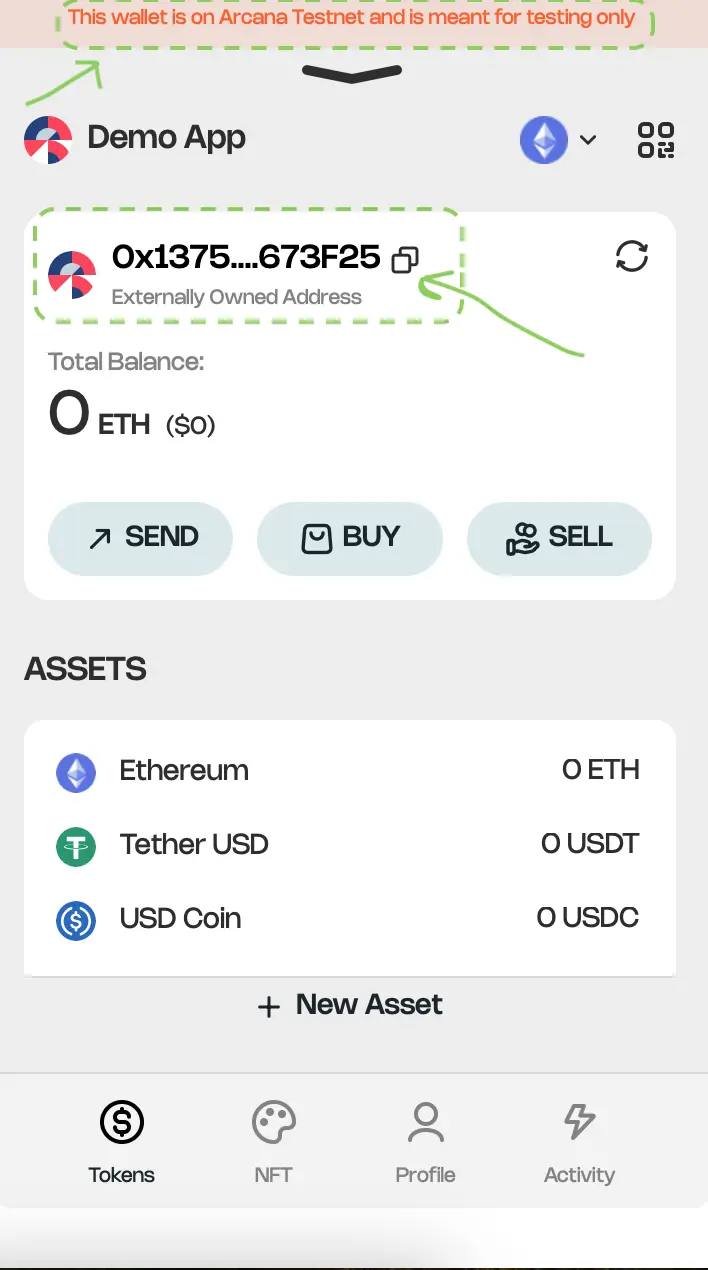 This wallet is on Arcana Testnet and is meant for testing only
Demo App
0x1375....673F25
Externally Owned Address
Total Balance:
0 ETH ($0)
SEND
BUY
SELL
ASSETS
Ethereum 0 ETH
Tether USD 0 USDT
USD Coin 0 USDC
+ New Asset
Tokens
NFT
Profile
Activity